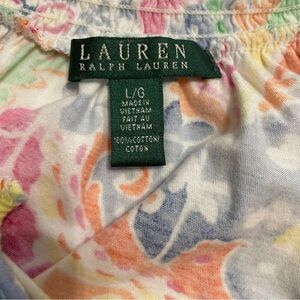 LAUREN
RALPH LAUREN
L/G
MADE IN
VIETNAM
FAIT AU
VIETNAM
100% COTTON/
COTON